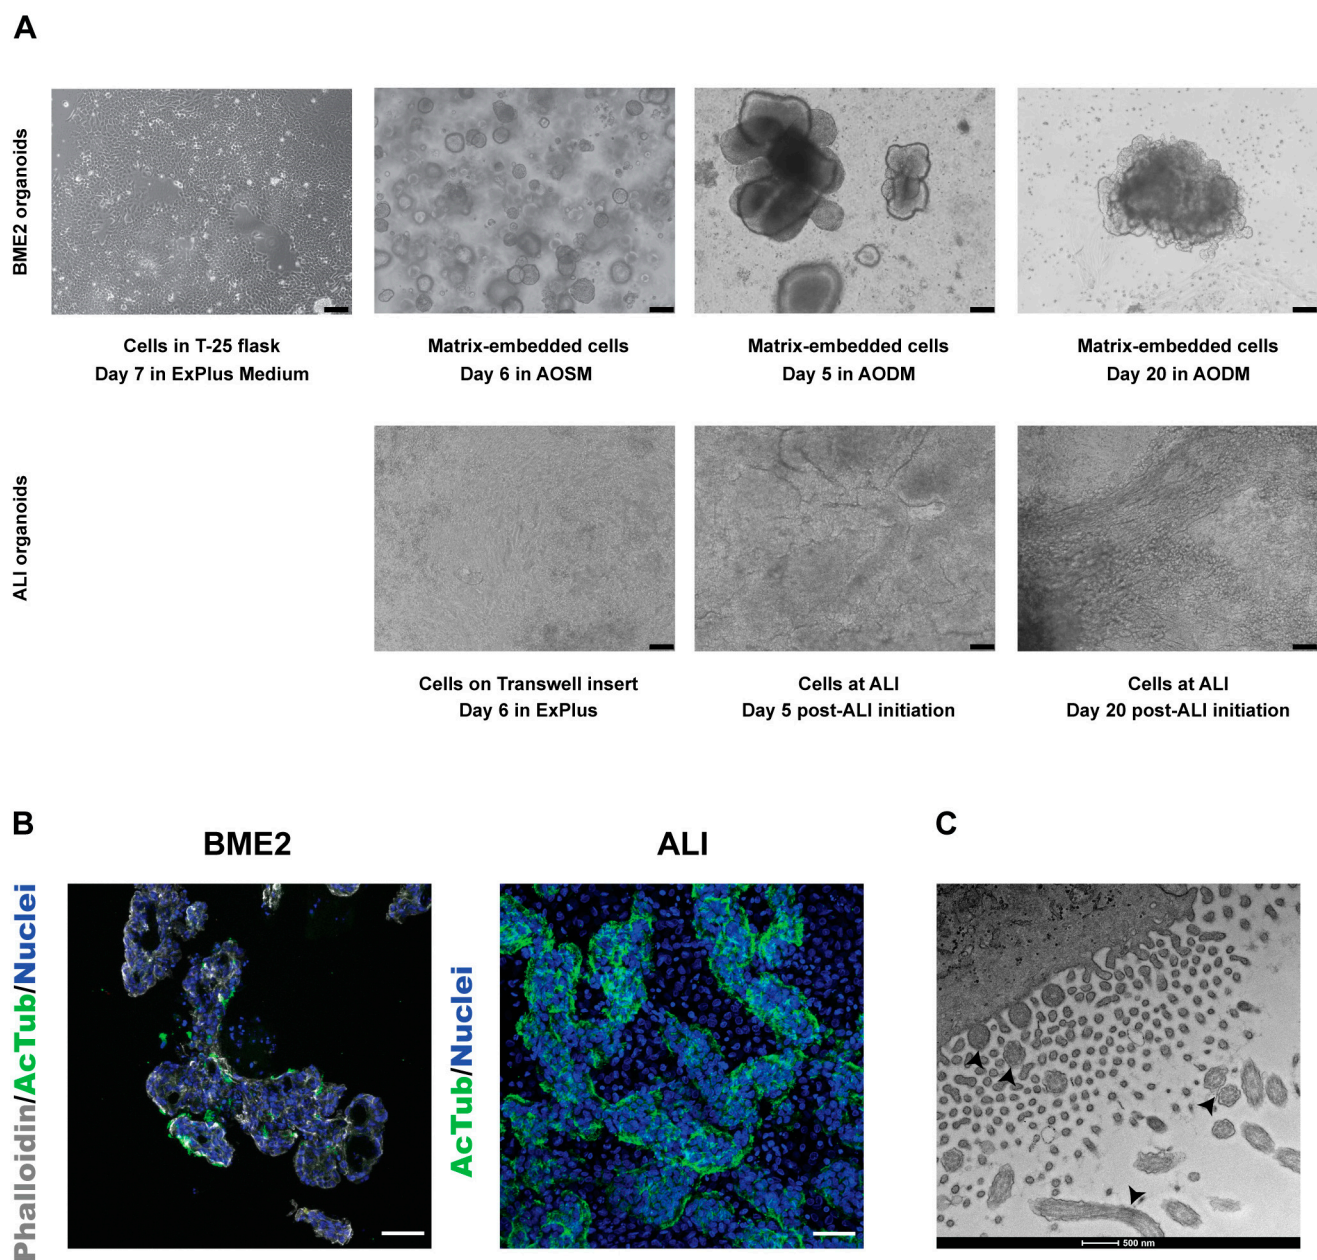 A
BME2 organoids
Cells in T-25 flask
Day 7 in ExPlus Medium
Matrix-embedded cells
Day 6 in AOSM
Matrix-embedded cells
Day 5 in AODM
Matrix-embedded cells
Day 20 in AODM
ALI organoids
Cells on Transwell insert
Day 6 in ExPlus
Cells at ALI
Day 5 post-ALI initiation
Cells at ALI
Day 20 post-ALI initiation
B
BME2
Phalloidin/AcTub/Nuclei
ALI
AcTub/Nuclei
C
500 nm